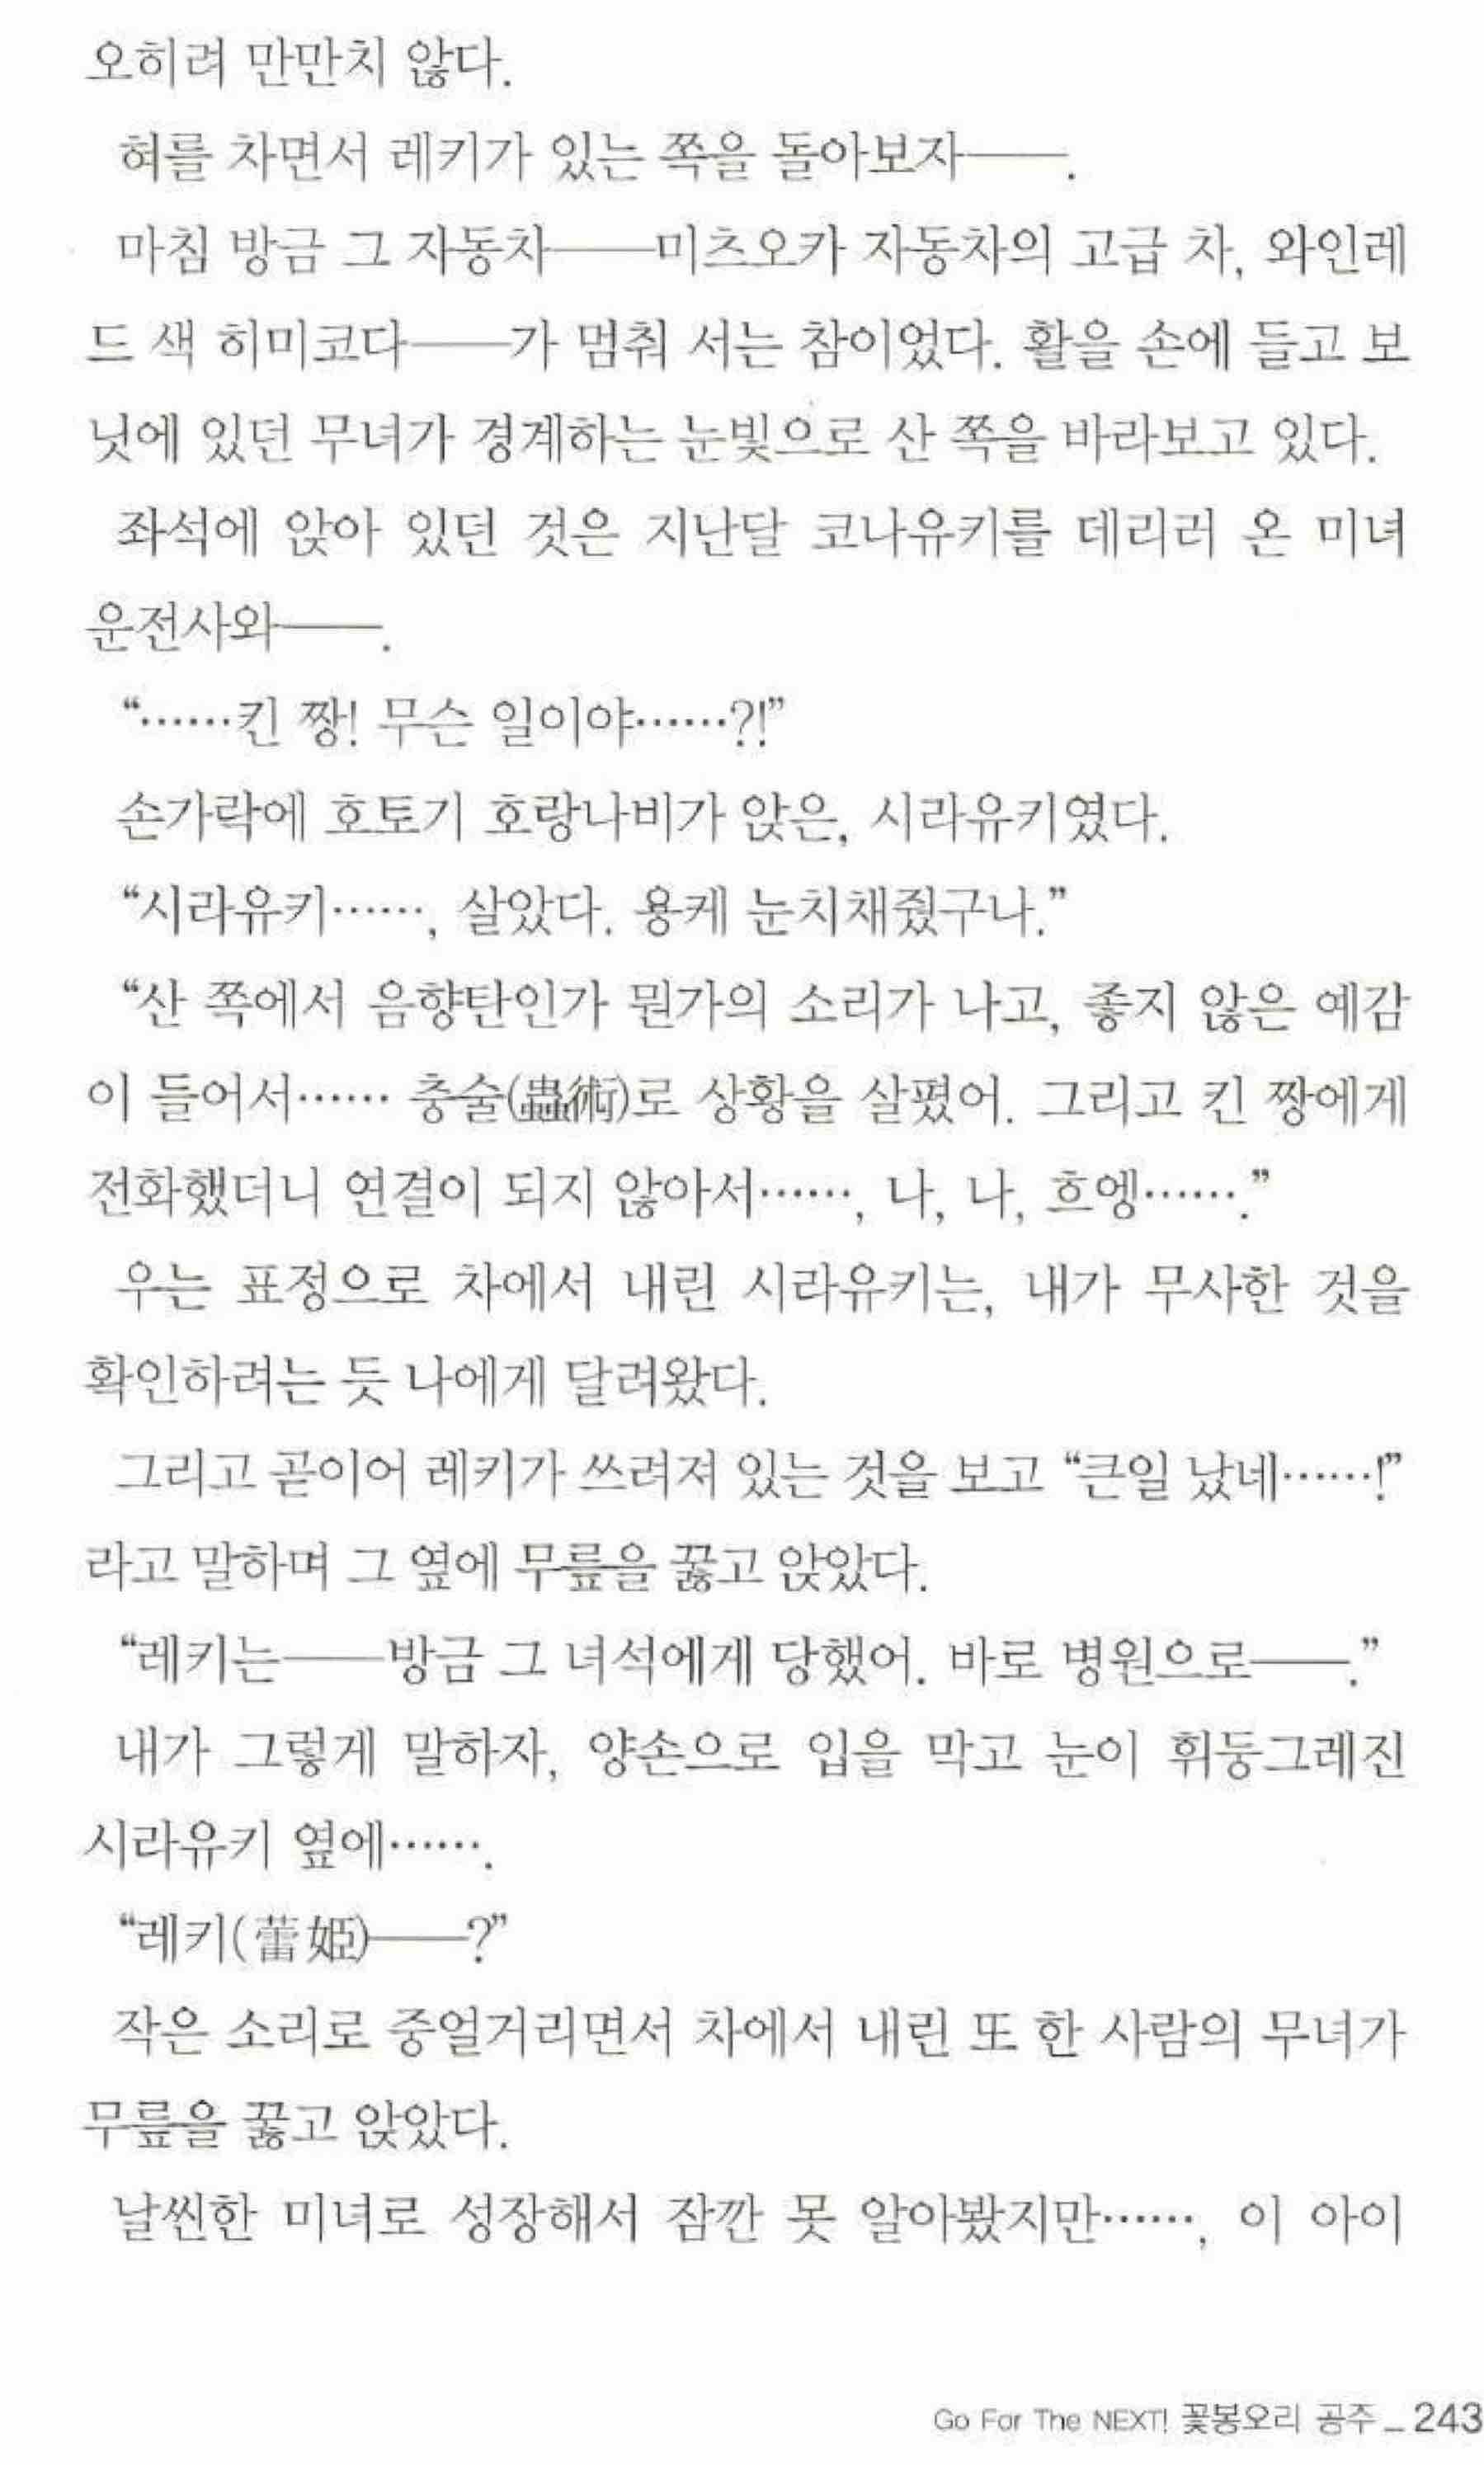 오히려 만만치 않다.
혀를 차면서 레키가 있는 쪽을 돌아보자――.
마침 방금 그 자동차――미츠오카 자동차의 고급 차, 와인레
드 색 히미코다――가 멈춰 서는 참이었다. 활을 손에 들고 보
닛에 있던 무녀가 경계하는 눈빛으로 산 쪽을 바라보고 있다.
좌석에 앉아 있던 것은 지난달 코나유키를 데리러 온 미녀
운전사와――.
“……킨 짱! 무슨 일이야……?!”
손가락에 호토기 호랑나비가 앉은, 시라유키였다.
“시라유키……, 살았다. 용케 눈치채줬구나.”
“산 쪽에서 음향탄인가 뭔가의 소리가 나고, 좋지 않은 예감
이 들어서…… 충술(蟲術)로 상황을 살폈어. 그리고 킨 짱에게
전화했더니 연결이 되지 않아서……, 나, 나, 흐엥…….”
우는 표정으로 차에서 내린 시라유키는, 내가 무사한 것을
확인하려는 듯 나에게 달려왔다.
그리고 곧이어 레키가 쓰러져 있는 것을 보고 “큰일 났네……!”
라고 말하며 그 옆에 무릎을 꿇고 앉았다.
“레키는――방금 그 녀석에게 당했어. 바로 병원으로――.”
내가 그렇게 말하자, 양손으로 입을 막고 눈이 휘둥그레진
시라유키 옆에…….
“레키(蕾姫)――?”
작은 소리로 중얼거리면서 차에서 내린 또 한 사람의 무녀가
무릎을 꿇고 앉았다.
날씬한 미녀로 성장해서 잠깐 못 알아봤지만……, 이 아이
Go For The NEXT! 꽃봉오리 공주 _ 243